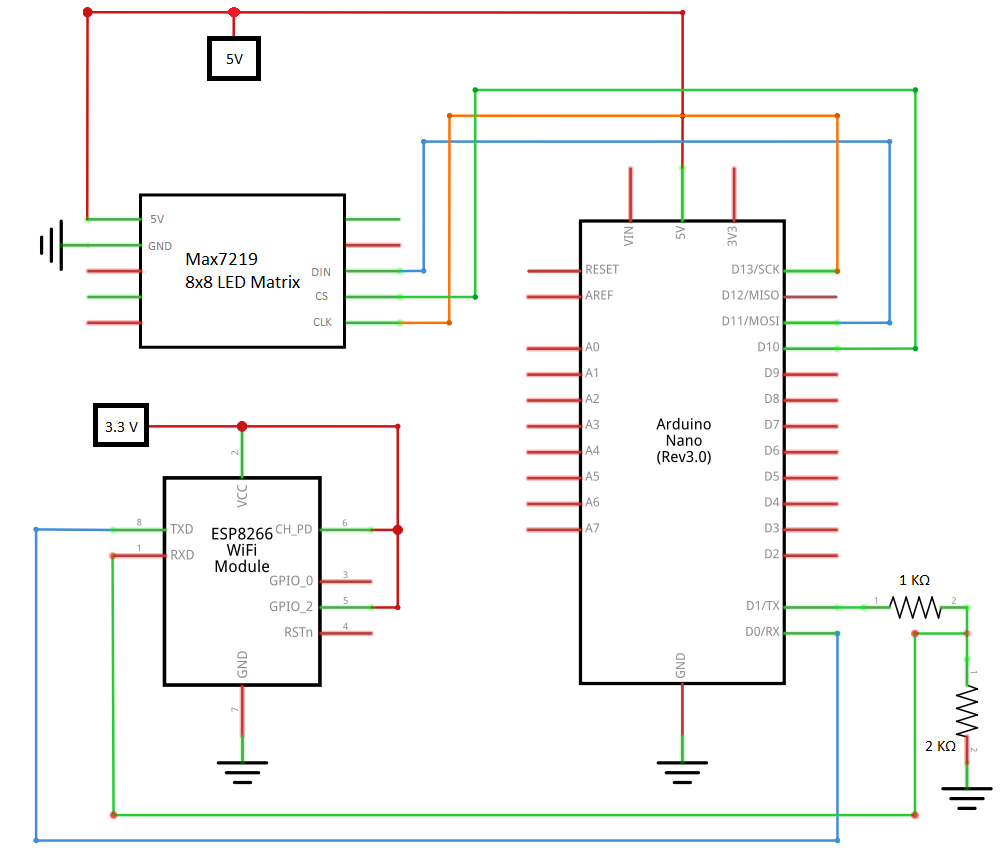 5V
5V
GND
Max7219
8x8 LED Matrix
DIN
CS
CLK
VIN
5V
3V3
RESET
AREF
A0
A1
A2
A3
A4
A5
A6
A7
Arduino
Nano
(Rev3.0)
D13/SCK
D12/MISO
D11/MOSI
D10
D9
D8
D7
D6
D5
D4
D3
D2
D1/TX
D0/RX
GND
3.3 V
2
VCC
8
TXD
1
RXD
ESP8266
WiFi
Module
CH_PD
6
GPIO_0
3
GPIO_2
5
RSTn
4
GND
7
1 KΩ
1
2
1
2 KΩ
2